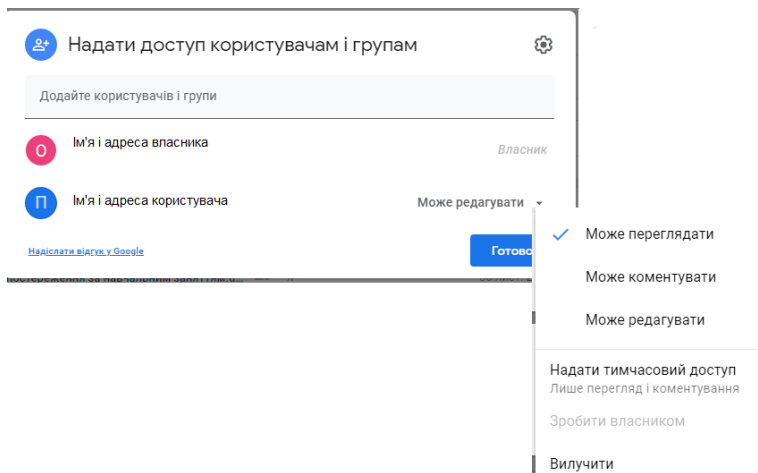 Надати доступ користувачам і групам
Додайте користувачів і групи
О
Ім'я і адреса власника
Власник
П
Ім'я і адреса користувача
Може редагувати
Надіслати відгук у Google
Готово
Може переглядати
Може коментувати
Може редагувати
Надати тимчасовий доступ
Лише перегляд і коментування
Зробити власником
Вилучити